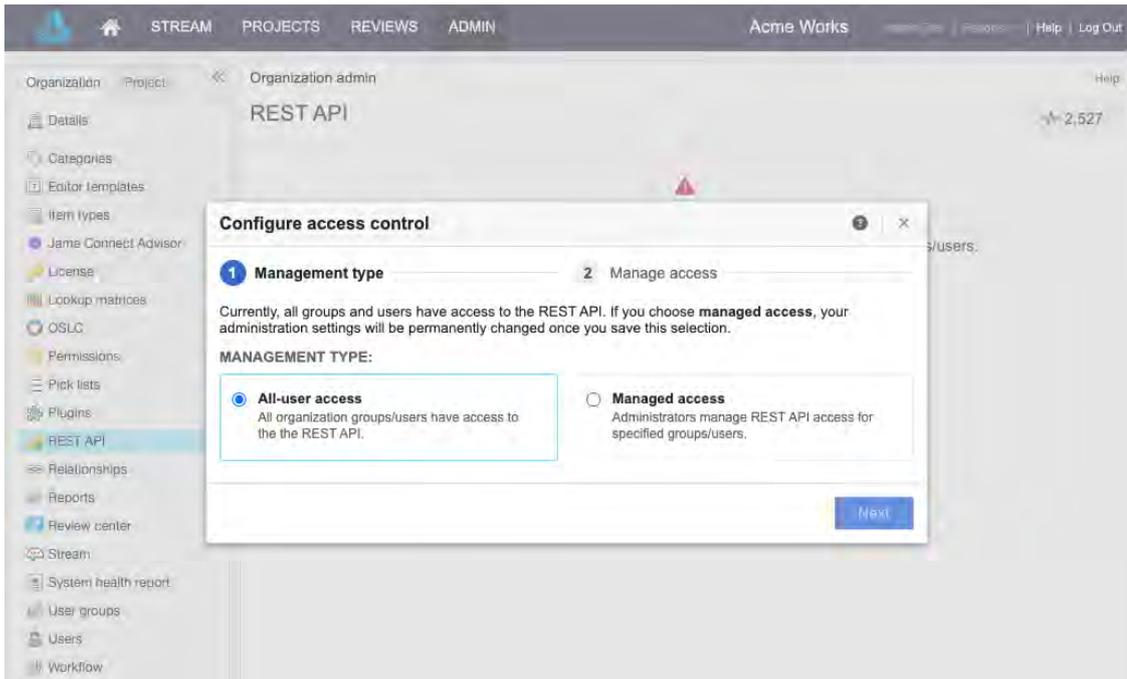 STREAM PROJECTS REVIEWS ADMIN Acme Works | Help | Log Out
Organization Project
Organization admin
Help
REST API
2,527
Details
Categories
Editor templates
Item types
Jama Connect Advisor
License
Lookup matrices
OSLC
Permissions
Pick lists
Plugins
REST API
Relationships
Reports
Review center
Stream
System health report
User groups
Users
Workflow
s/users.
Configure access control
1 Management type
2 Manage access
Currently, all groups and users have access to the REST API. If you choose managed access, your
administration settings will be permanently changed once you save this selection.
MANAGEMENT TYPE:
All-user access
All organization groups/users have access to
the the REST API.
Managed access
Administrators manage REST API access for
specified groups/users.
Next